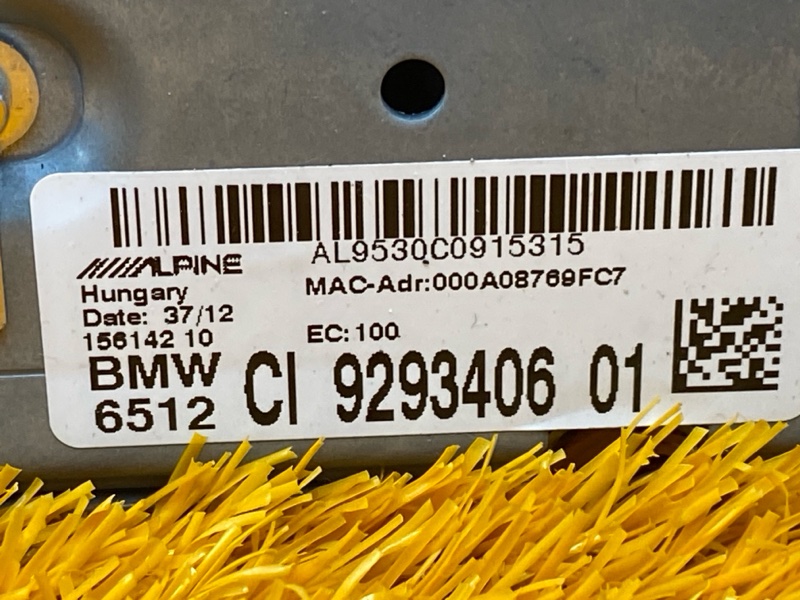 AL9530C0915315
ALPINE
MAC-Adr:000A08769FC7
Hungary
Date: 37/12
156142 10
EC:100
BMW
6512
CI 9293406 01